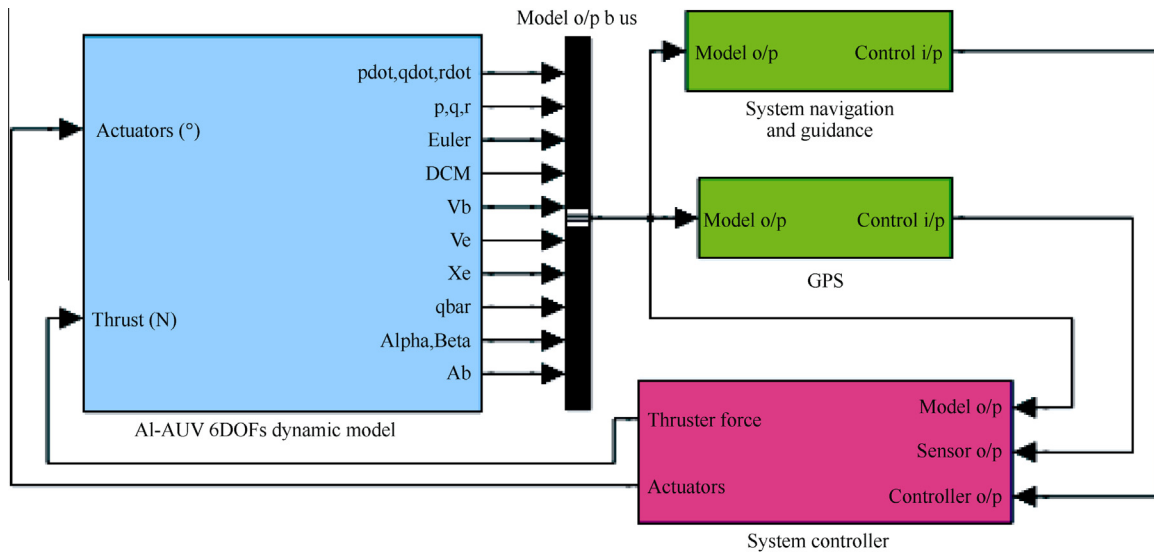 Model o/p b us
pdot,qdot,rdot
p,q,r
Euler
DCM
Vb
Ve
Xe
qbar
Alpha,Beta
Ab
Actuators (°)
Thrust (N)
Al-AUV 6DOFs dynamic model
Model o/p Control i/p
System navigation
and guidance
Model o/p Control i/p
GPS
Thruster force
Actuators
Model o/p
Sensor o/p
Controller o/p
System controller